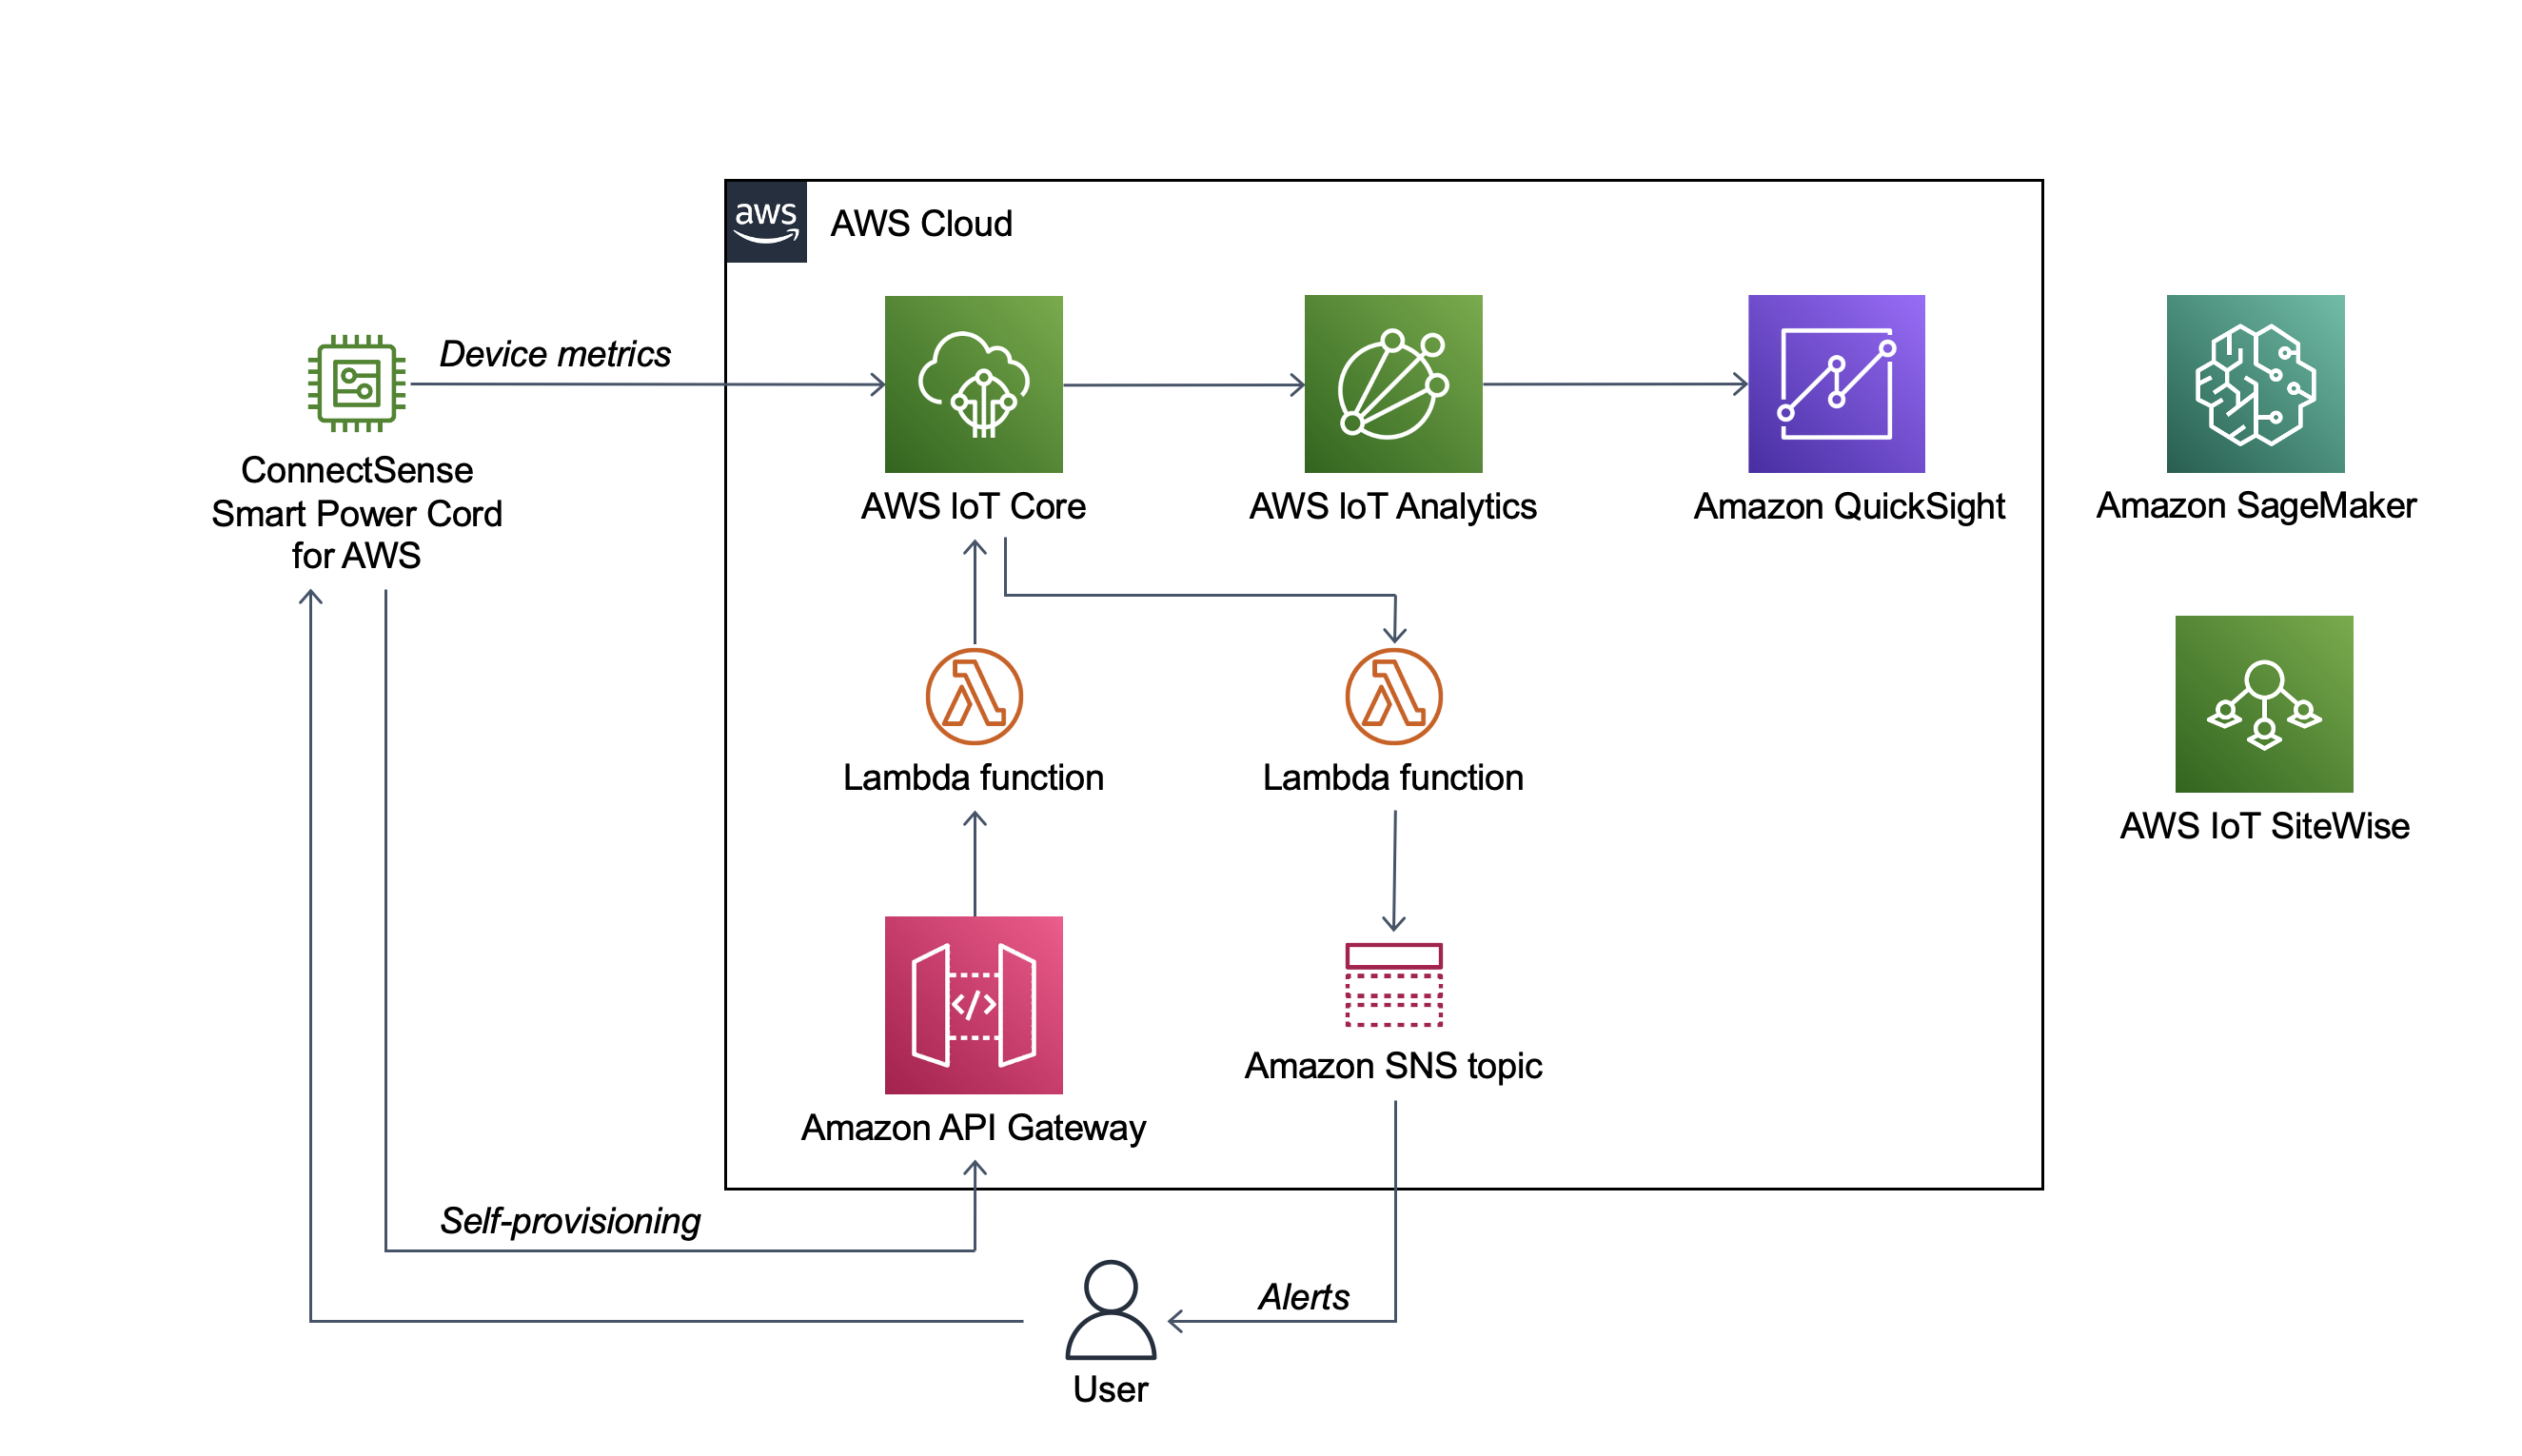 aws
AWS Cloud
Device metrics
ConnectSense
Smart Power Cord
for AWS
AWS IoT Core
AWS IoT Analytics
Amazon QuickSight
Amazon SageMaker
Lambda function
Lambda function
AWS IoT SiteWise
</>
Amazon SNS topic
Amazon API Gateway
Self-provisioning
Alerts
User